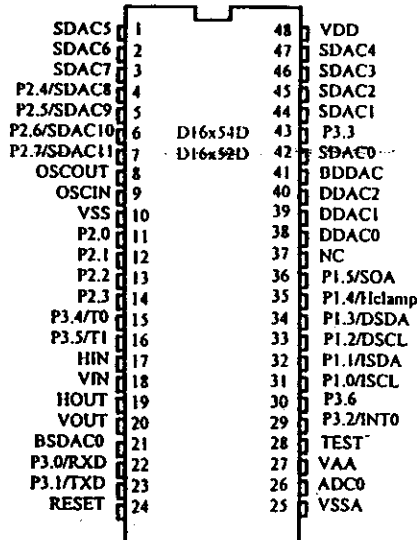 SDAC5 1 48 VDD
SDAC6 2 47 SDAC4
SDAC7 3 46 SDAC3
P2.4/SDAC8 4 45 SDAC2
P2.5/SDAC9 5 44 SDAC1
P2.6/SDAC10 6 D16x54D 43 P3.3
P2.7/SDAC11 7 D16x52D 42 SDAC0
OSCOUT 8 41 BDDAC
OSCIN 9 40 DDAC2
VSS 10 39 DDAC1
P2.0 11 38 DDAC0
P2.1 12 37 NC
P2.2 13 36 P1.5/SOA
P2.3 14 35 P1.4/Hclamp
P3.4/T0 15 34 P1.3/DSDA
P3.5/T1 16 33 P1.2/DSCL
HIN 17 32 P1.1/ISDA
VIN 18 31 P1.0/ISCL
HOUT 19 30 P3.6
VOUT 20 29 P3.2/INT0
BSDAC0 21 28 TEST
P3.0/RXD 22 27 VAA
P3.1/TXD 23 26 ADC0
RESET 24 25 VSSA